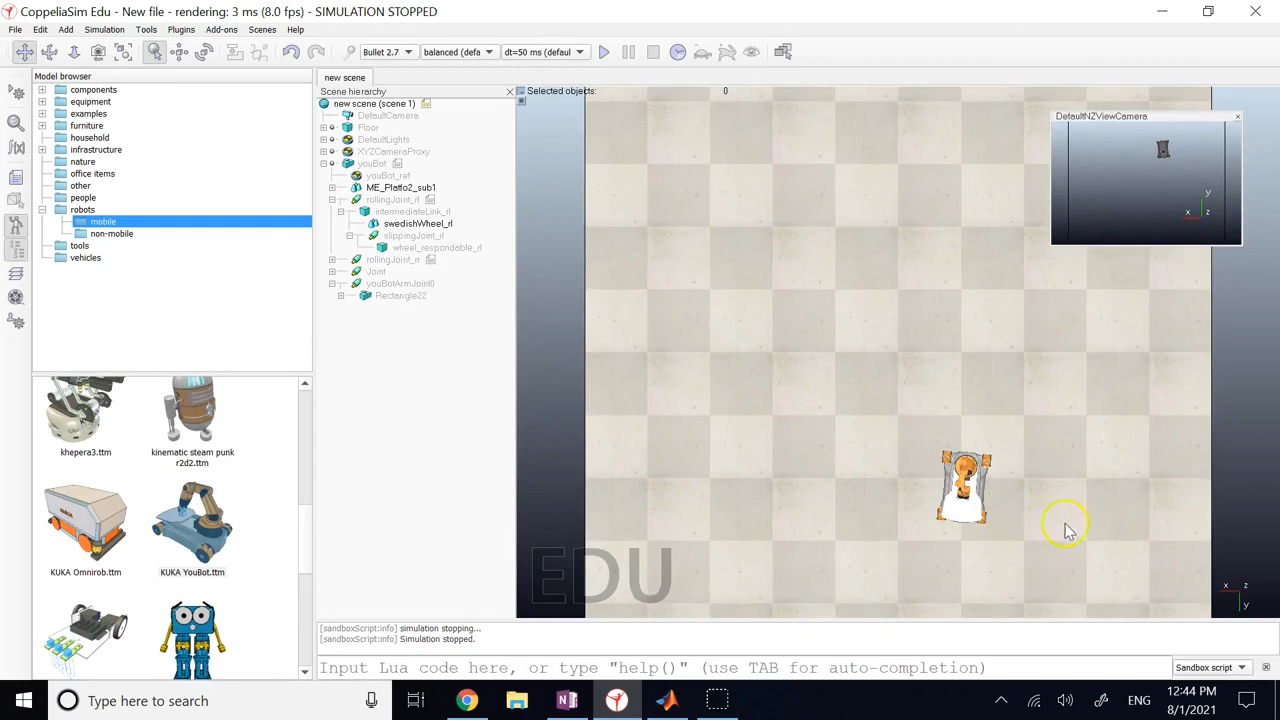 CoppeliaSim Edu - New file - rendering: 3 ms (8.0 fps) - SIMULATION STOPPED
File Edit Add Simulation Tools Plugins Add-ons Scenes Help
Bullet 2.7 balanced (defa dt=50 ms (defaul
Model browser
components
equipment
examples
furniture
household
infrastructure
nature
office items
other
people
robots
mobile
non-mobile
tools
vehicles
khepera3.ttm
kinematic steam punk
r2d2.ttm
KUKA Omnirob.ttm
KUKA YouBot.ttm
new scene
Scene hierarchy
new scene (scene 1)
DefaultCamera
Floor
DefaultLights
XYZCameraProxy
youBot
youBot_ref
ME_Platfo2_sub1
rollingJoint_rl
intermediateLink_rl
swedishWheel_rl
slippingJoint_rl
wheel_respondable_rl
rollingJoint_rr
Joint
youBotArmJoint0
Rectangle22
Selected objects: 0
DefaultNZViewCamera
y
x z
EDU
x z
y
[sandboxScript:info] simulation stopping...
[sandboxScript:info] Simulation stopped.
Input Lua code here, or type "help()" (use TAB for auto-completion)
Sandbox script
Type here to search
ENG
12:44 PM
8/1/2021